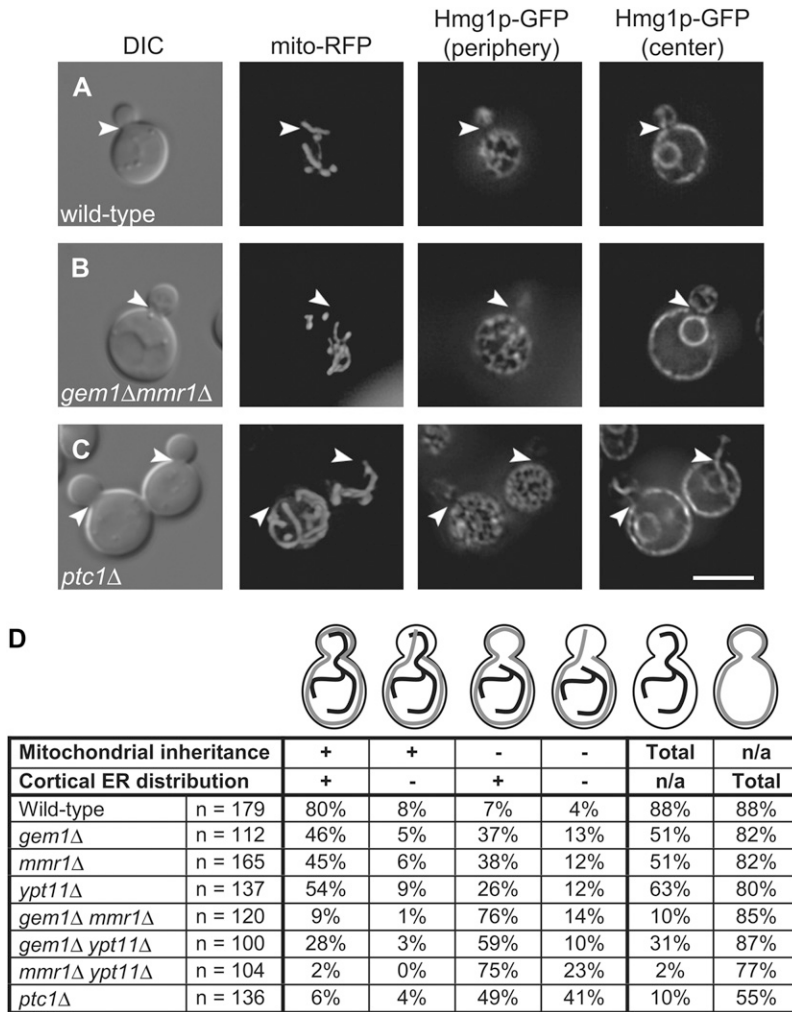 DIC mito-RFP Hmg1p-GFP (periphery) Hmg1p-GFP (center)
A
wild-type
B
gem1Δmmr1Δ
C
ptc1Δ
D
Mitochondrial inheritance + + - - Total n/a
Cortical ER distribution + - + - n/a Total
Wild-type n = 179 80% 8% 7% 4% 88% 88%
gem1Δ n = 112 46% 5% 37% 13% 51% 82%
mmr1Δ n = 165 45% 6% 38% 12% 51% 82%
ypt11Δ n = 137 54% 9% 26% 12% 63% 80%
gem1Δ mmr1Δ n = 120 9% 1% 76% 14% 10% 85%
gem1Δ ypt11Δ n = 100 28% 3% 59% 10% 31% 87%
mmr1Δ ypt11Δ n = 104 2% 0% 75% 23% 2% 77%
ptc1Δ n = 136 6% 4% 49% 41% 10% 55%